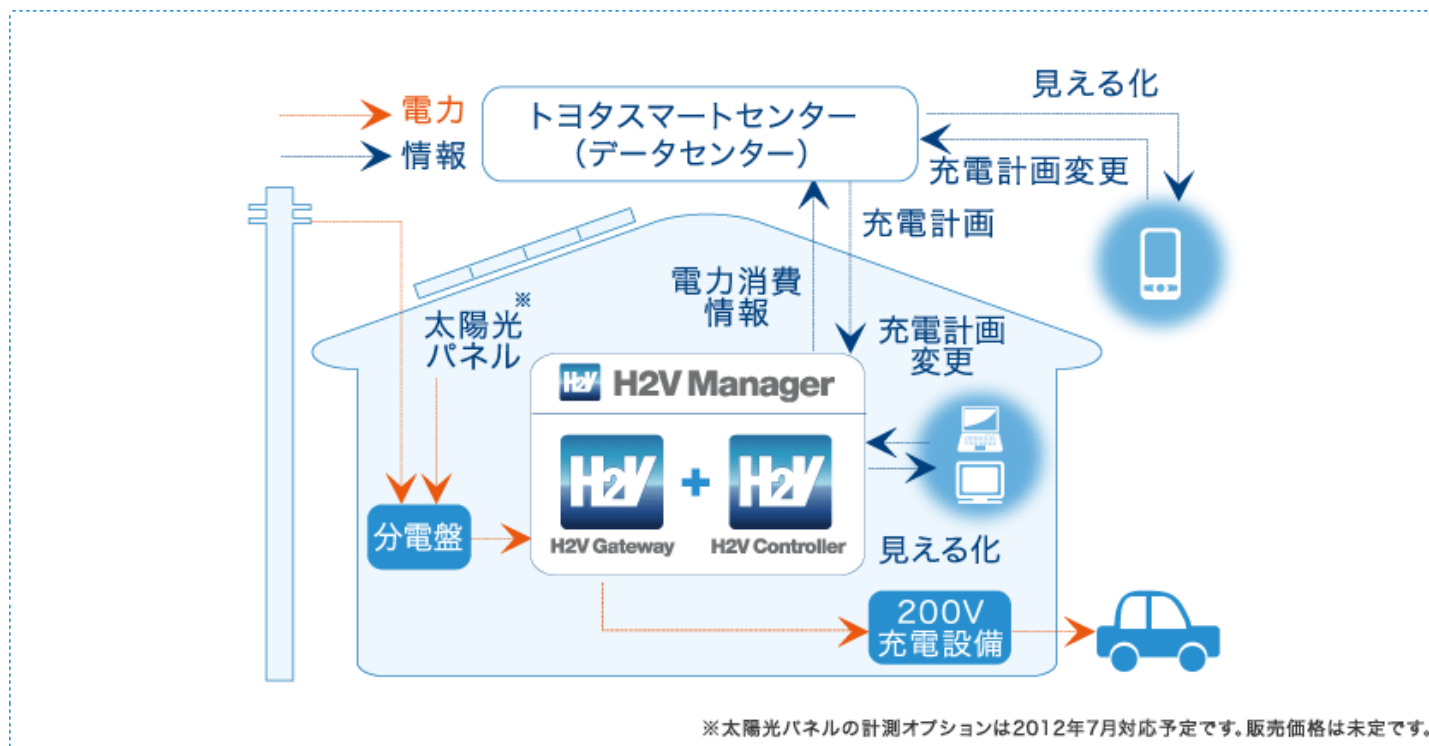 電力
情報
トヨタスマートセンター
（データセンター）
見える化
充電計画変更
充電計画
電力消費
情報
※
太陽光
パネル
充電計画
変更
H2V H2V Manager
H2V + H2V
H2V Gateway H2V Controller
分電盤
見える化
200V
充電設備
※太陽光パネルの計測オプションは2012年7月対応予定です。販売価格は未定です。